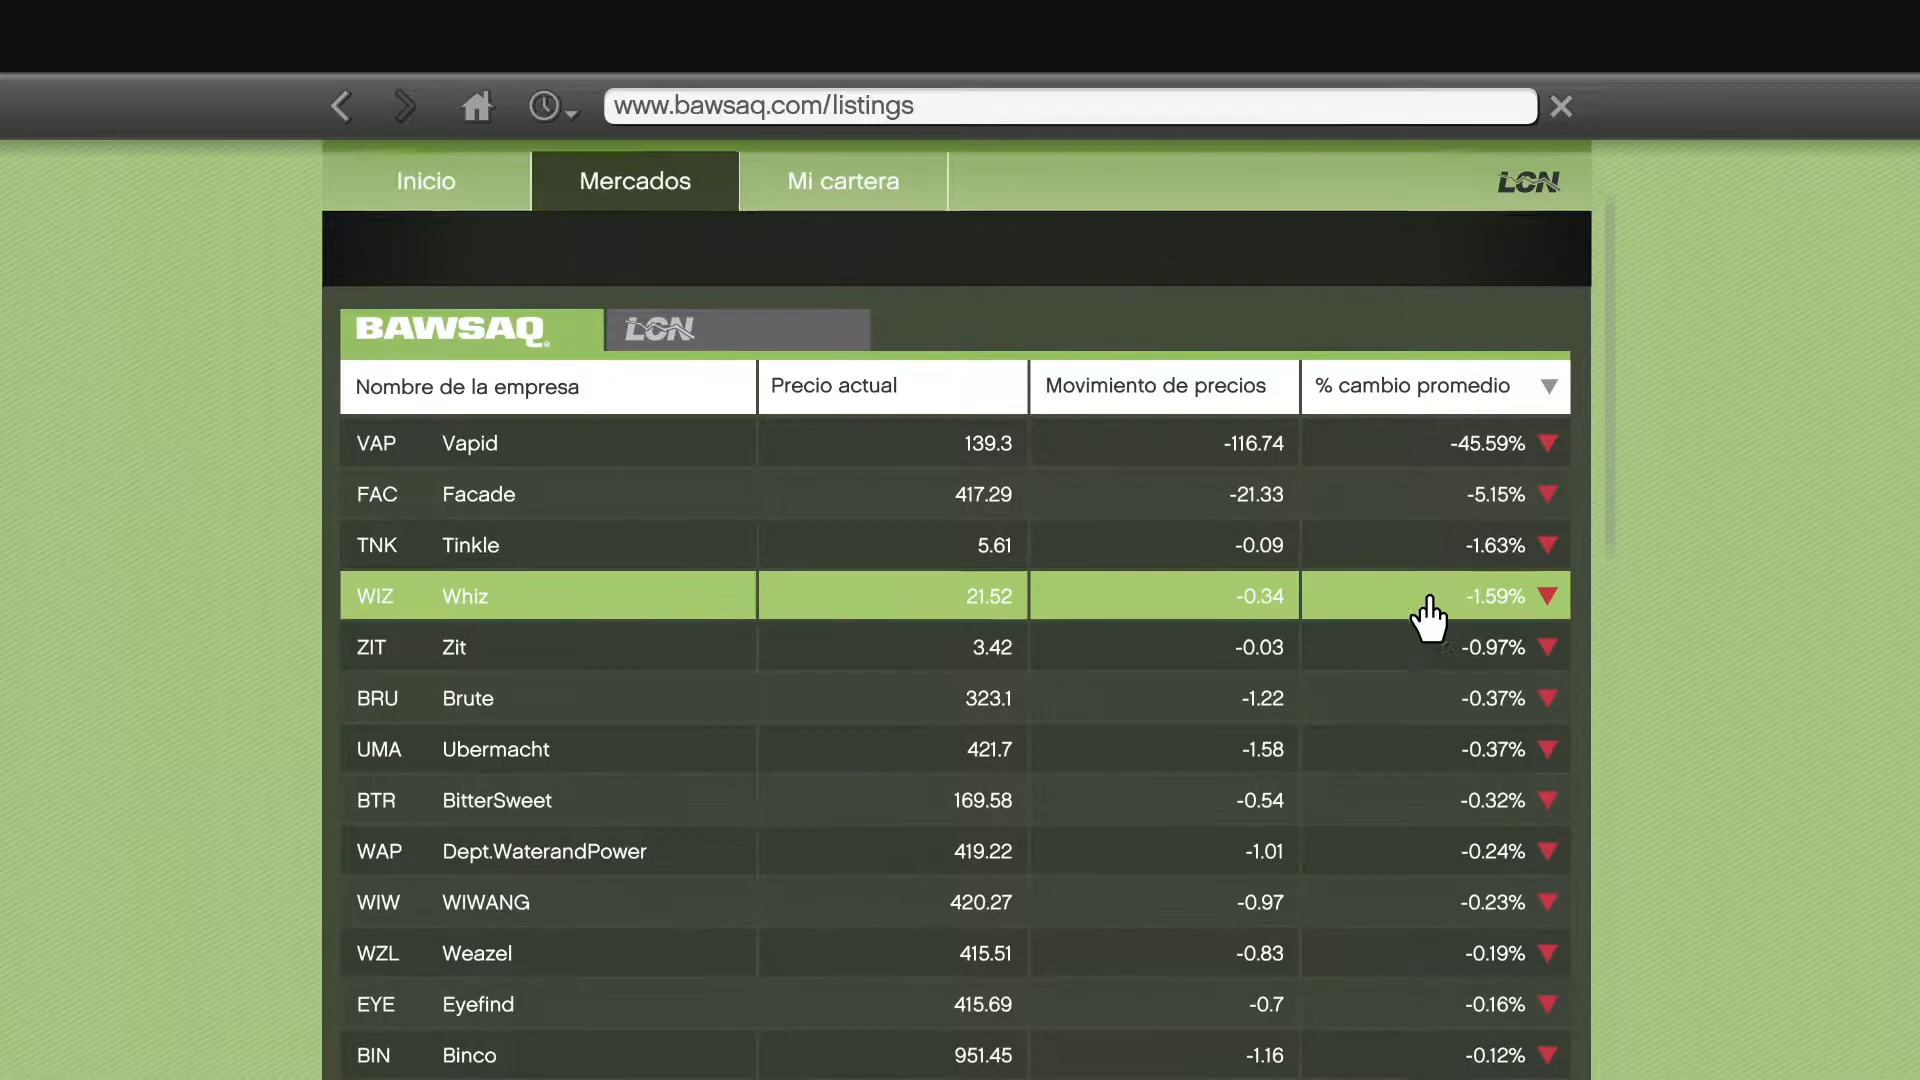 www.bawsaq.com/listings
Inicio Mercados Mi cartera LCN
BAWSAQ LCN
Nombre de la empresa Precio actual Movimiento de precios % cambio promedio
VAP Vapid 139.3 -116.74 -45.59%
FAC Facade 417.29 -21.33 -5.15%
TNK Tinkle 5.61 -0.09 -1.63%
WIZ Whiz 21.52 -0.34 -1.59%
ZIT Zit 3.42 -0.03 -0.97%
BRU Brute 323.1 -1.22 -0.37%
UMA Ubermacht 421.7 -1.58 -0.37%
BTR BitterSweet 169.58 -0.54 -0.32%
WAP Dept.WaterandPower 419.22 -1.01 -0.24%
WIW WIWANG 420.27 -0.97 -0.23%
WZL Weazel 415.51 -0.83 -0.19%
EYE Eyefind 415.69 -0.7 -0.16%
BIN Binco 951.45 -1.16 -0.12%